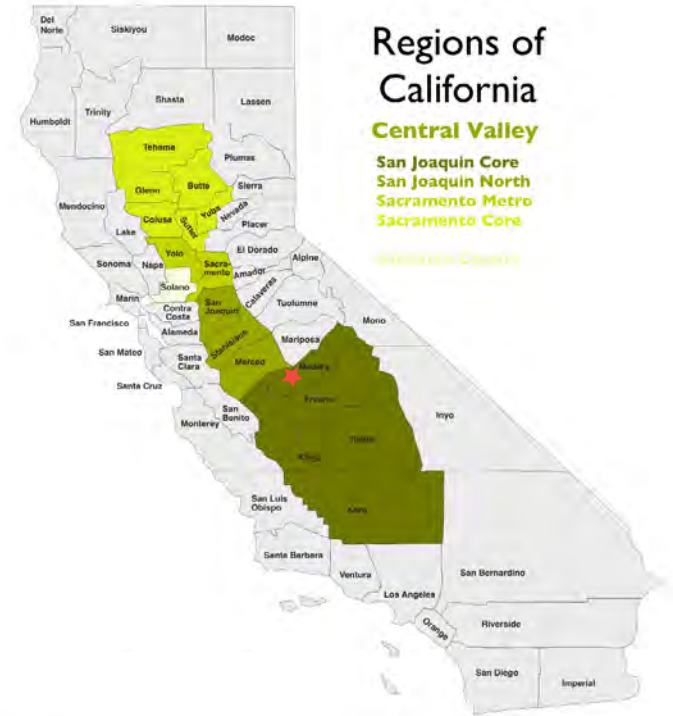 Regions of
California
Central Valley
San Joaquin Core
San Joaquin North
Sacramento Metro
Sacramento Core
Del
Norte
Siskiyou
Modoc
Humboldt
Trinity
Shasta
Lassen
Tehama
Plumas
Mendocino
Glenn
Butte
Sierra
Lake
Colusa
Sutter
Yuba
Nevada
Placer
Sonoma
Napa
Yolo
Sacra-
mento
El Dorado
Amador
Alpine
Marin
Solano
San
Joaquin
Calaveras
Tuolumne
Mono
San Francisco
Contra
Costa
Alameda
Stanislaus
Mariposa
San Mateo
Santa
Clara
Merced
Madera
Santa Cruz
San
Benito
Fresno
Inyo
Monterey
Kings
Tulare
San Luis
Obispo
Kern
Santa Barbara
Ventura
Los Angeles
San Bernardino
Orange
Riverside
San Diego
Imperial